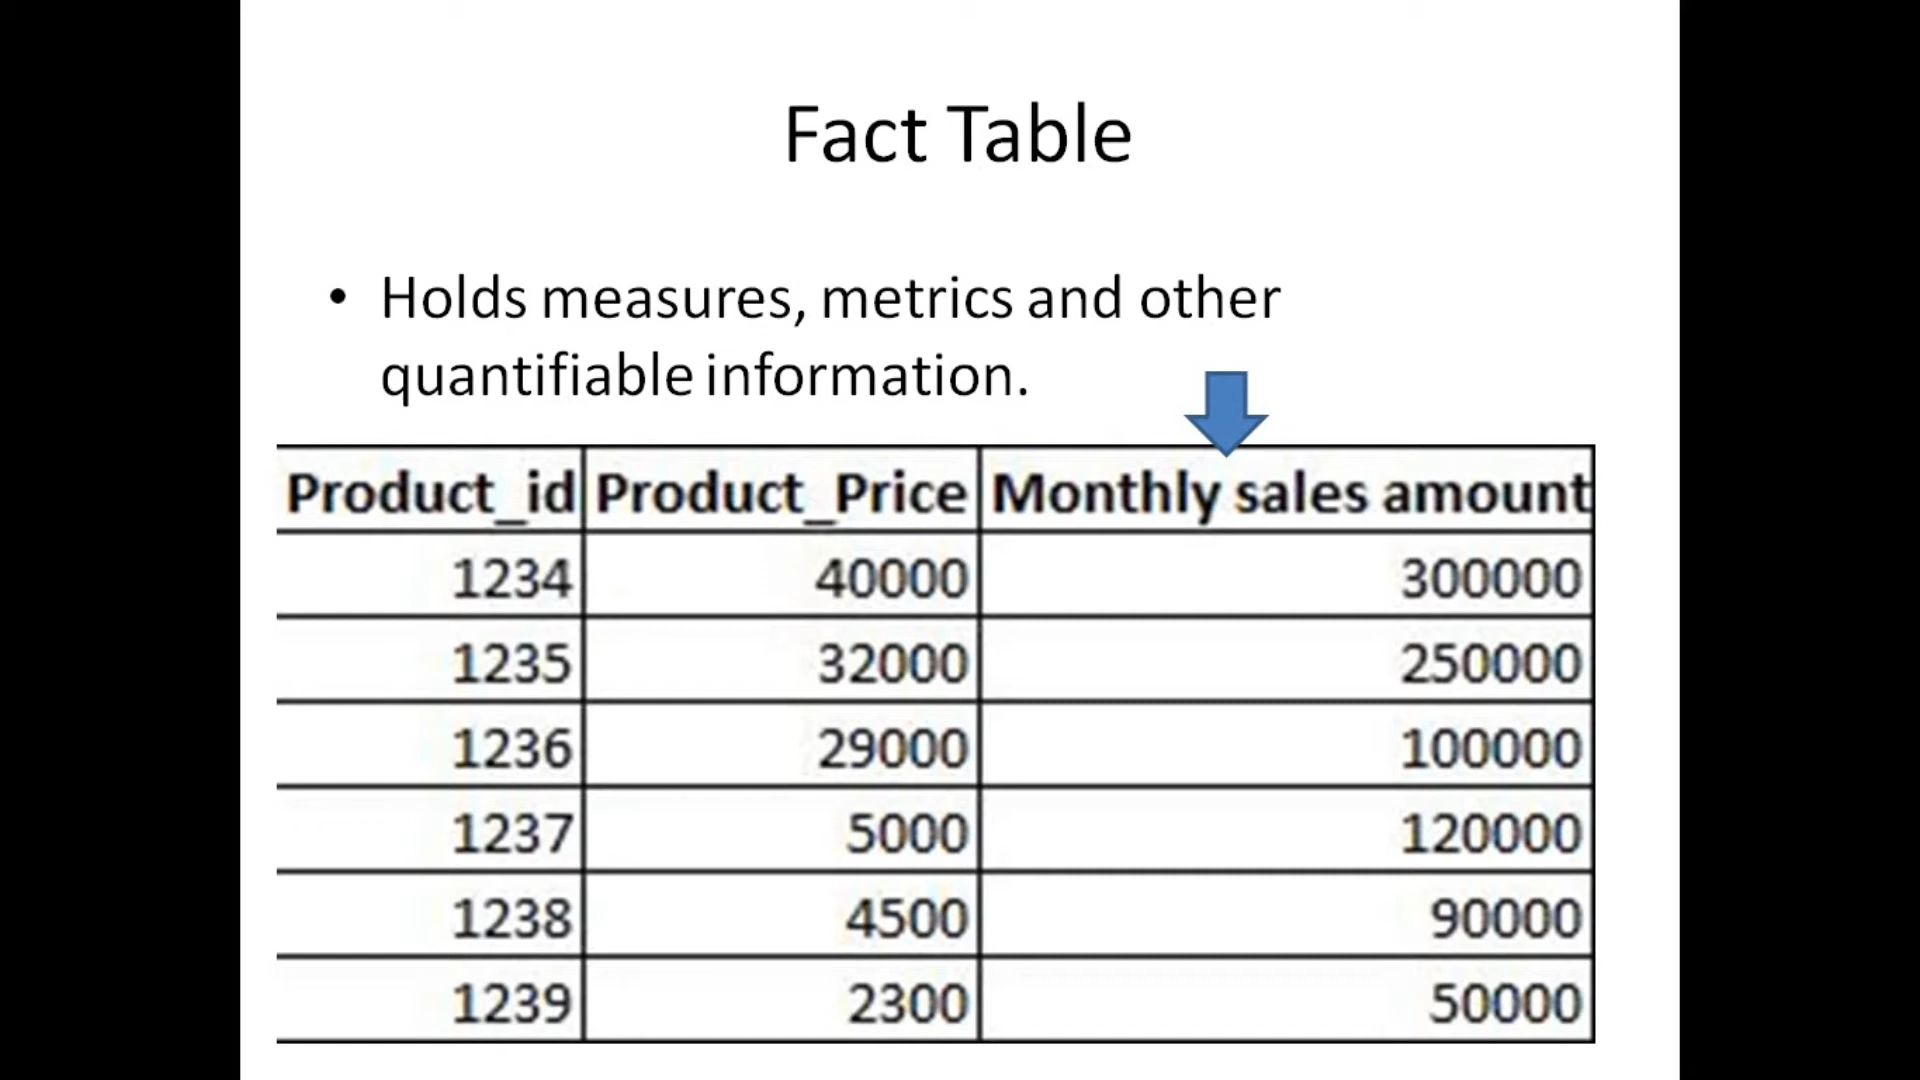 Fact Table
• Holds measures, metrics and other
quantifiable information.
Product_id Product_Price Monthly sales amount
1234 40000 300000
1235 32000 250000
1236 29000 100000
1237 5000 120000
1238 4500 90000
1239 2300 50000